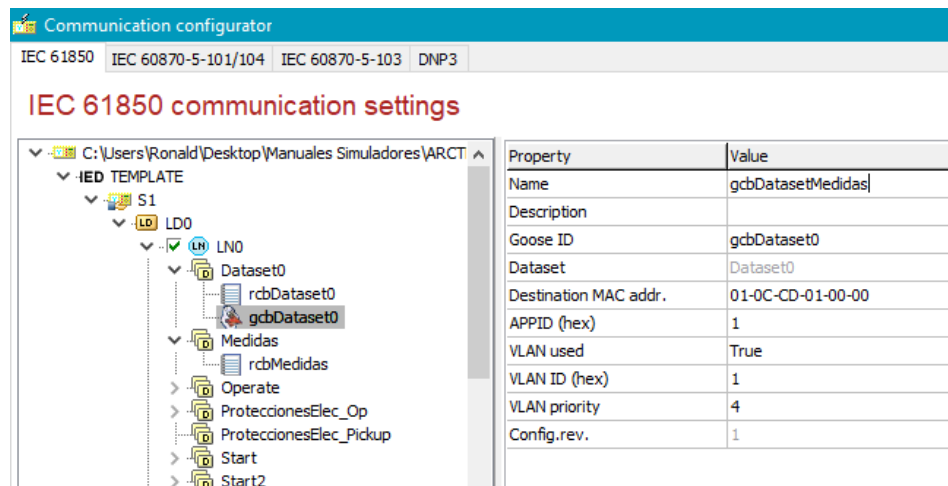 Communication configurator
IEC 61850 IEC 60870-5-101/104 IEC 60870-5-103 DNP3
IEC 61850 communication settings
C:\Users\Ronald\Desktop\Manuales Simuladores\ARCTI
IED TEMPLATE
S1
LD LD0
LN LN0
D Dataset0
rcbDataset0
gcbDataset0
D Medidas
rcbMedidas
D Operate
D ProteccionesElec_Op
D ProteccionesElec_Pickup
D Start
D Start2
Property Value
Name gcbDatasetMedidas
Description
Goose ID gcbDataset0
Dataset Dataset0
Destination MAC addr. 01-0C-CD-01-00-00
APPID (hex) 1
VLAN used True
VLAN ID (hex) 1
VLAN priority 4
Config.rev. 1